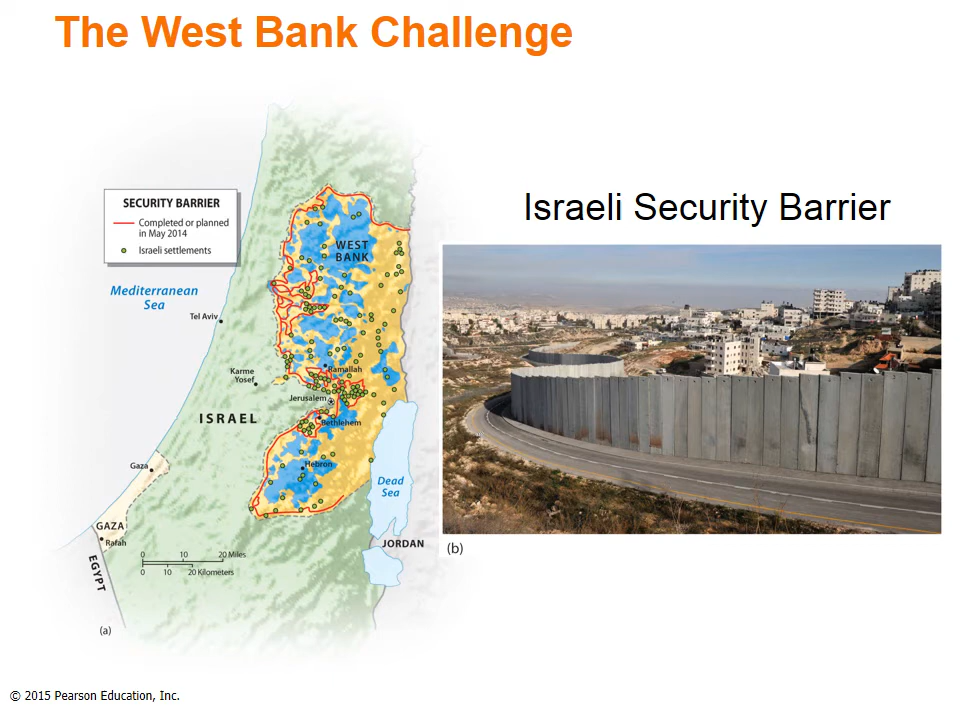 The West Bank Challenge
SECURITY BARRIER
Completed or planned
in May 2014
Israeli settlements
Mediterranean
Sea
Tel Aviv
WEST
BANK
Karme
Yosef
Ramallah
Jerusalem
ISRAEL
Bethlehem
Hebron
Gaza
Dead
Sea
GAZA
Rafah
JORDAN
EGYPT
0 10 20 Miles
0 10 20 Kilometers
(a)
Israeli Security Barrier
(b)
© 2015 Pearson Education, Inc.